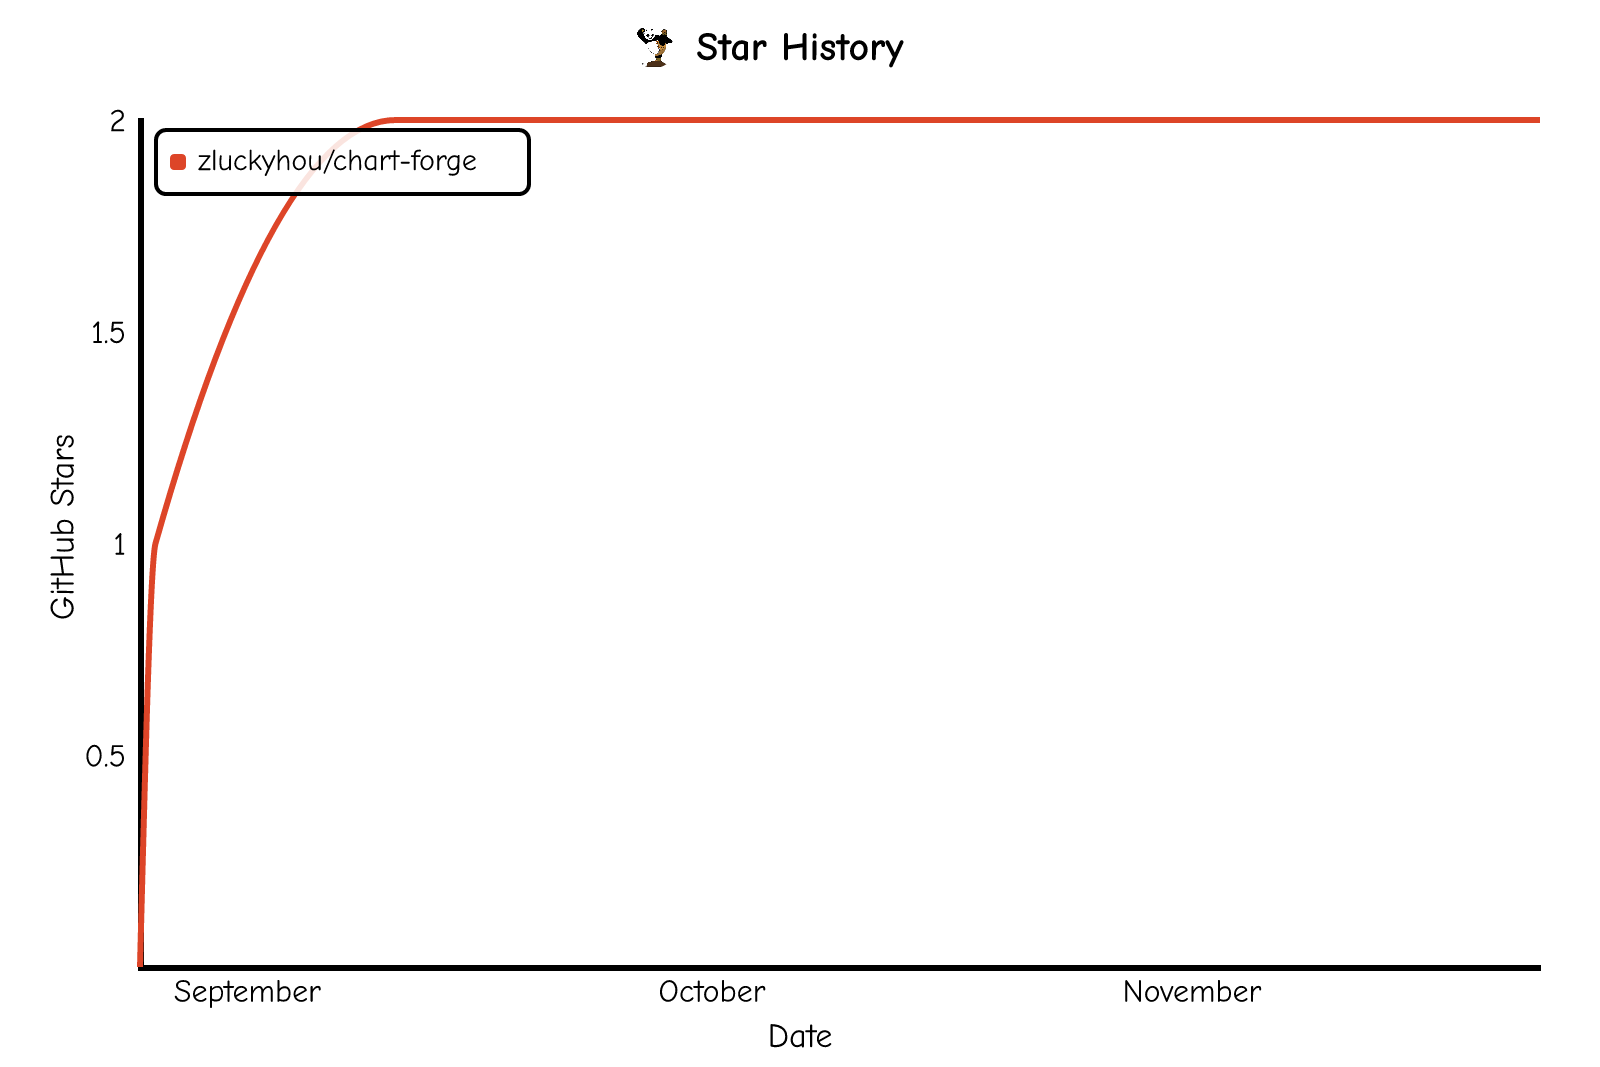 Star History
2
zluckyhou/chart-forge
1.5
GitHub Stars
1
0.5
September October November
Date